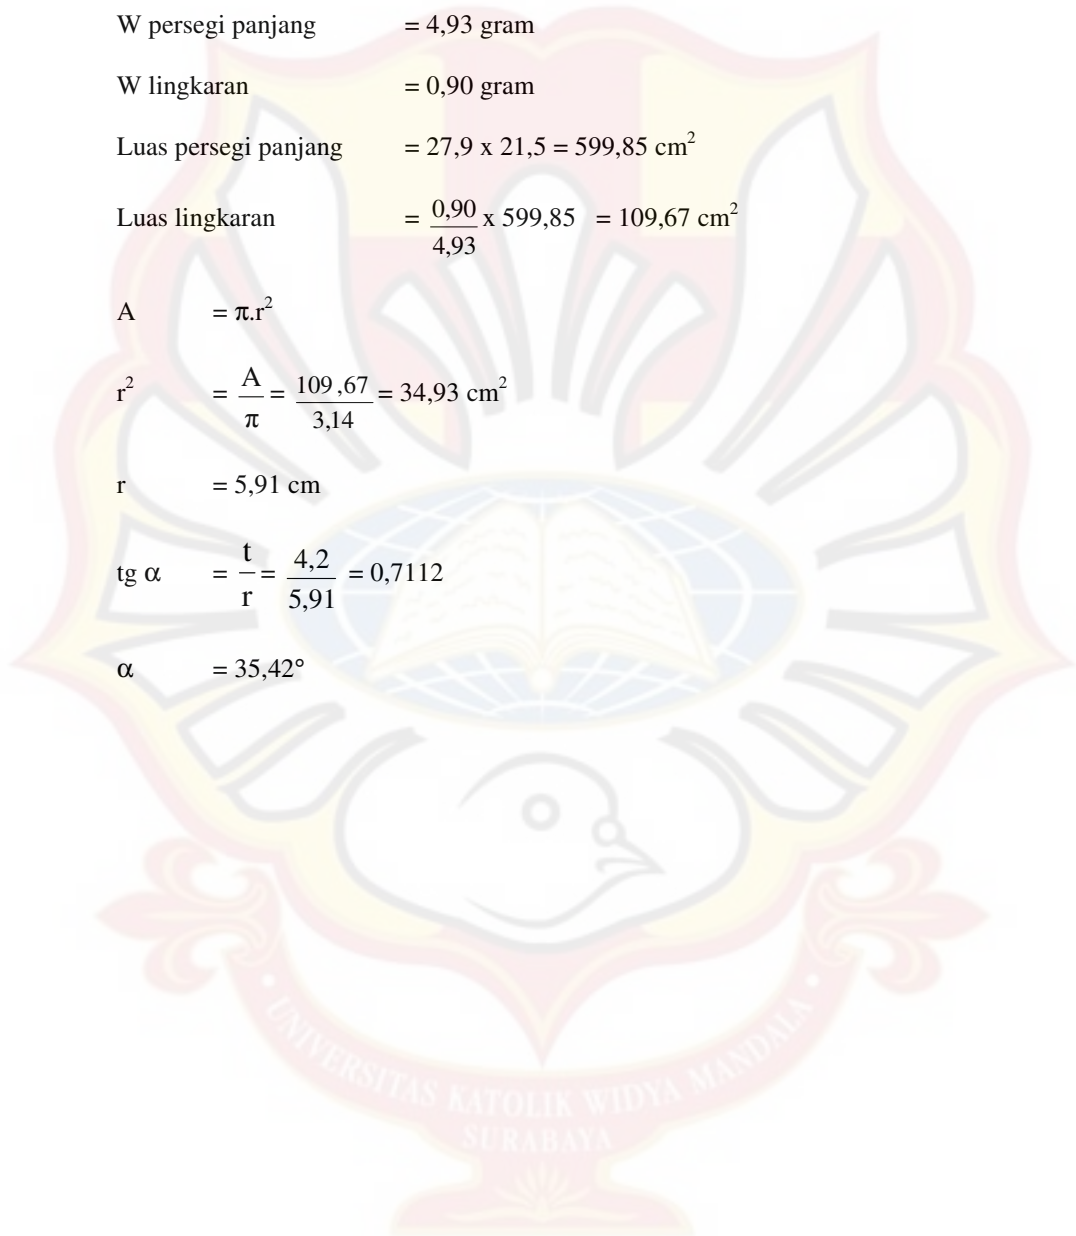 W persegi panjang = 4,93 gram
W lingkaran = 0,90 gram
Luas persegi panjang = 27,9 x 21,5 = 599,85 cm²
Luas lingkaran = 0,90/4,93 x 599,85 = 109,67 cm²
A = π.r²
r² = A/π = 109,67/3,14 = 34,93 cm²
r = 5,91 cm
tg α = t/r = 4,2/5,91 = 0,7112
α = 35,42°
• UNIVERSITAS KATOLIK WIDYA MANDALA •
SURABAYA